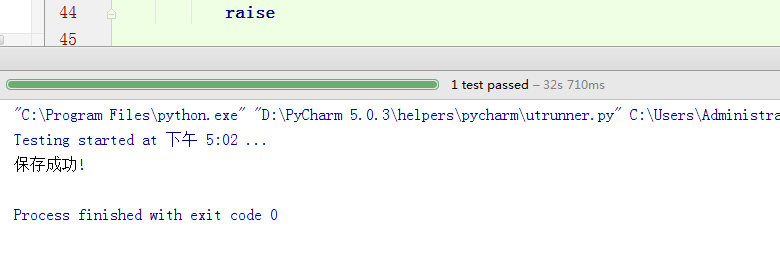 44 raise
45
1 test passed – 32s 710ms
"C:\Program Files\python.exe" "D:\PyCharm 5.0.3\helpers\pycharm\utrunner.py" C:\Users\Administra
Testing started at 下午 5:02 ...
保存成功!
Process finished with exit code 0